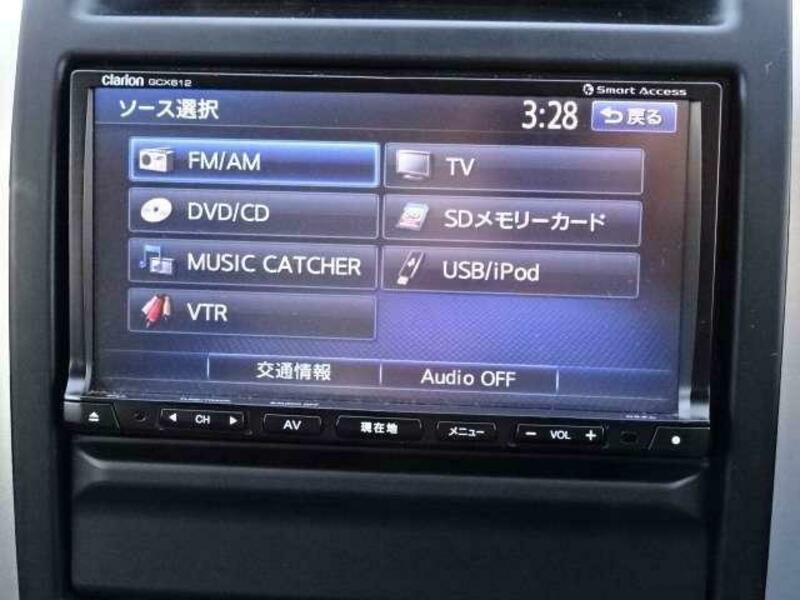 Clarion GCX612
Smart Access
ソース選択
3:28
戻る
FM/AM
TV
DVD/CD
SDメモリーカード
MUSIC CATCHER
USB/iPod
VTR
交通情報
Audio OFF
CH
AV
現在地
メニュー
− VOL +